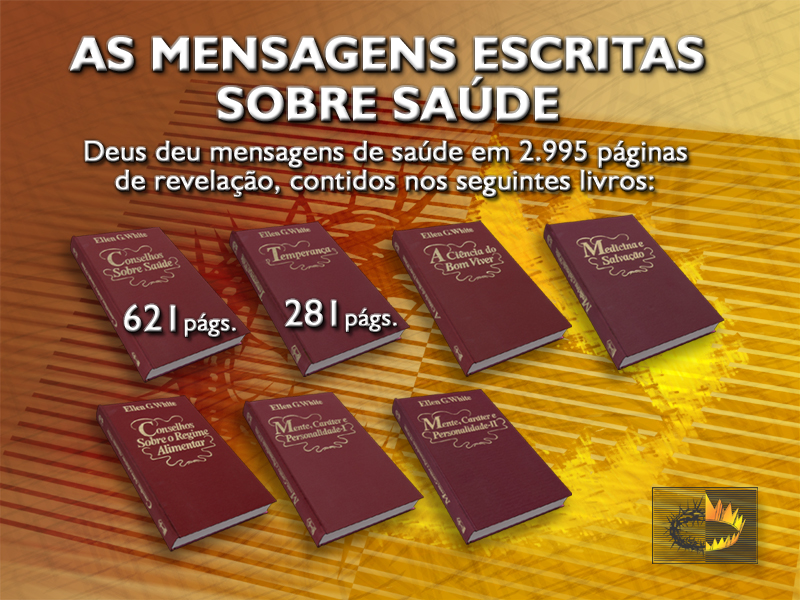 AS MENSAGENS ESCRITAS
SOBRE SAÚDE
Deus deu mensagens de saúde em 2.995 páginas
de revelação, contidos nos seguintes livros:
Ellen G. White
Conselhos
Sobre Saúde
621 págs.
Ellen G. White
Temperança
281 págs.
Ellen G. White
A Ciência do
Bom Viver
Medicina e
Salvação
Ellen G. White
Conselhos
Sobre o Regime
Alimentar
Ellen G. White
Mente, Caráter e
Personalidade-I
Ellen G. White
Mente, Caráter e
Personalidade-II